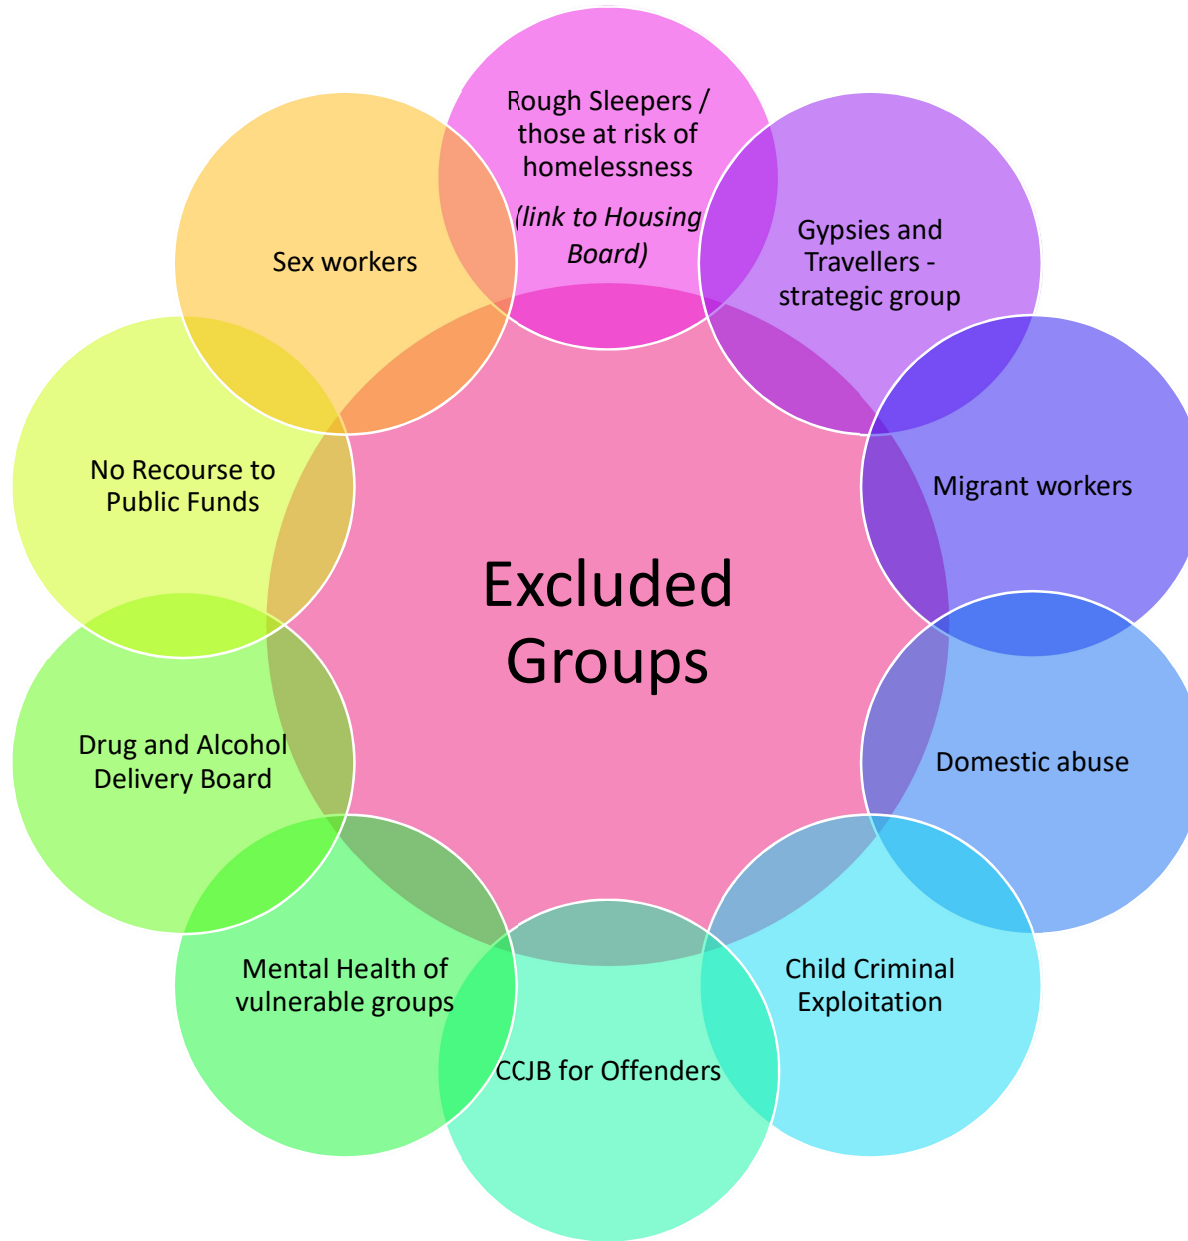 Rough Sleepers /
those at risk of
homelessness
(link to Housing
Board)
Gypsies and
Travellers -
strategic group
Migrant workers
Domestic abuse
Child Criminal
Exploitation
CCJB for Offenders
Mental Health of
vulnerable groups
Drug and Alcohol
Delivery Board
No Recourse to
Public Funds
Sex workers
Excluded
Groups